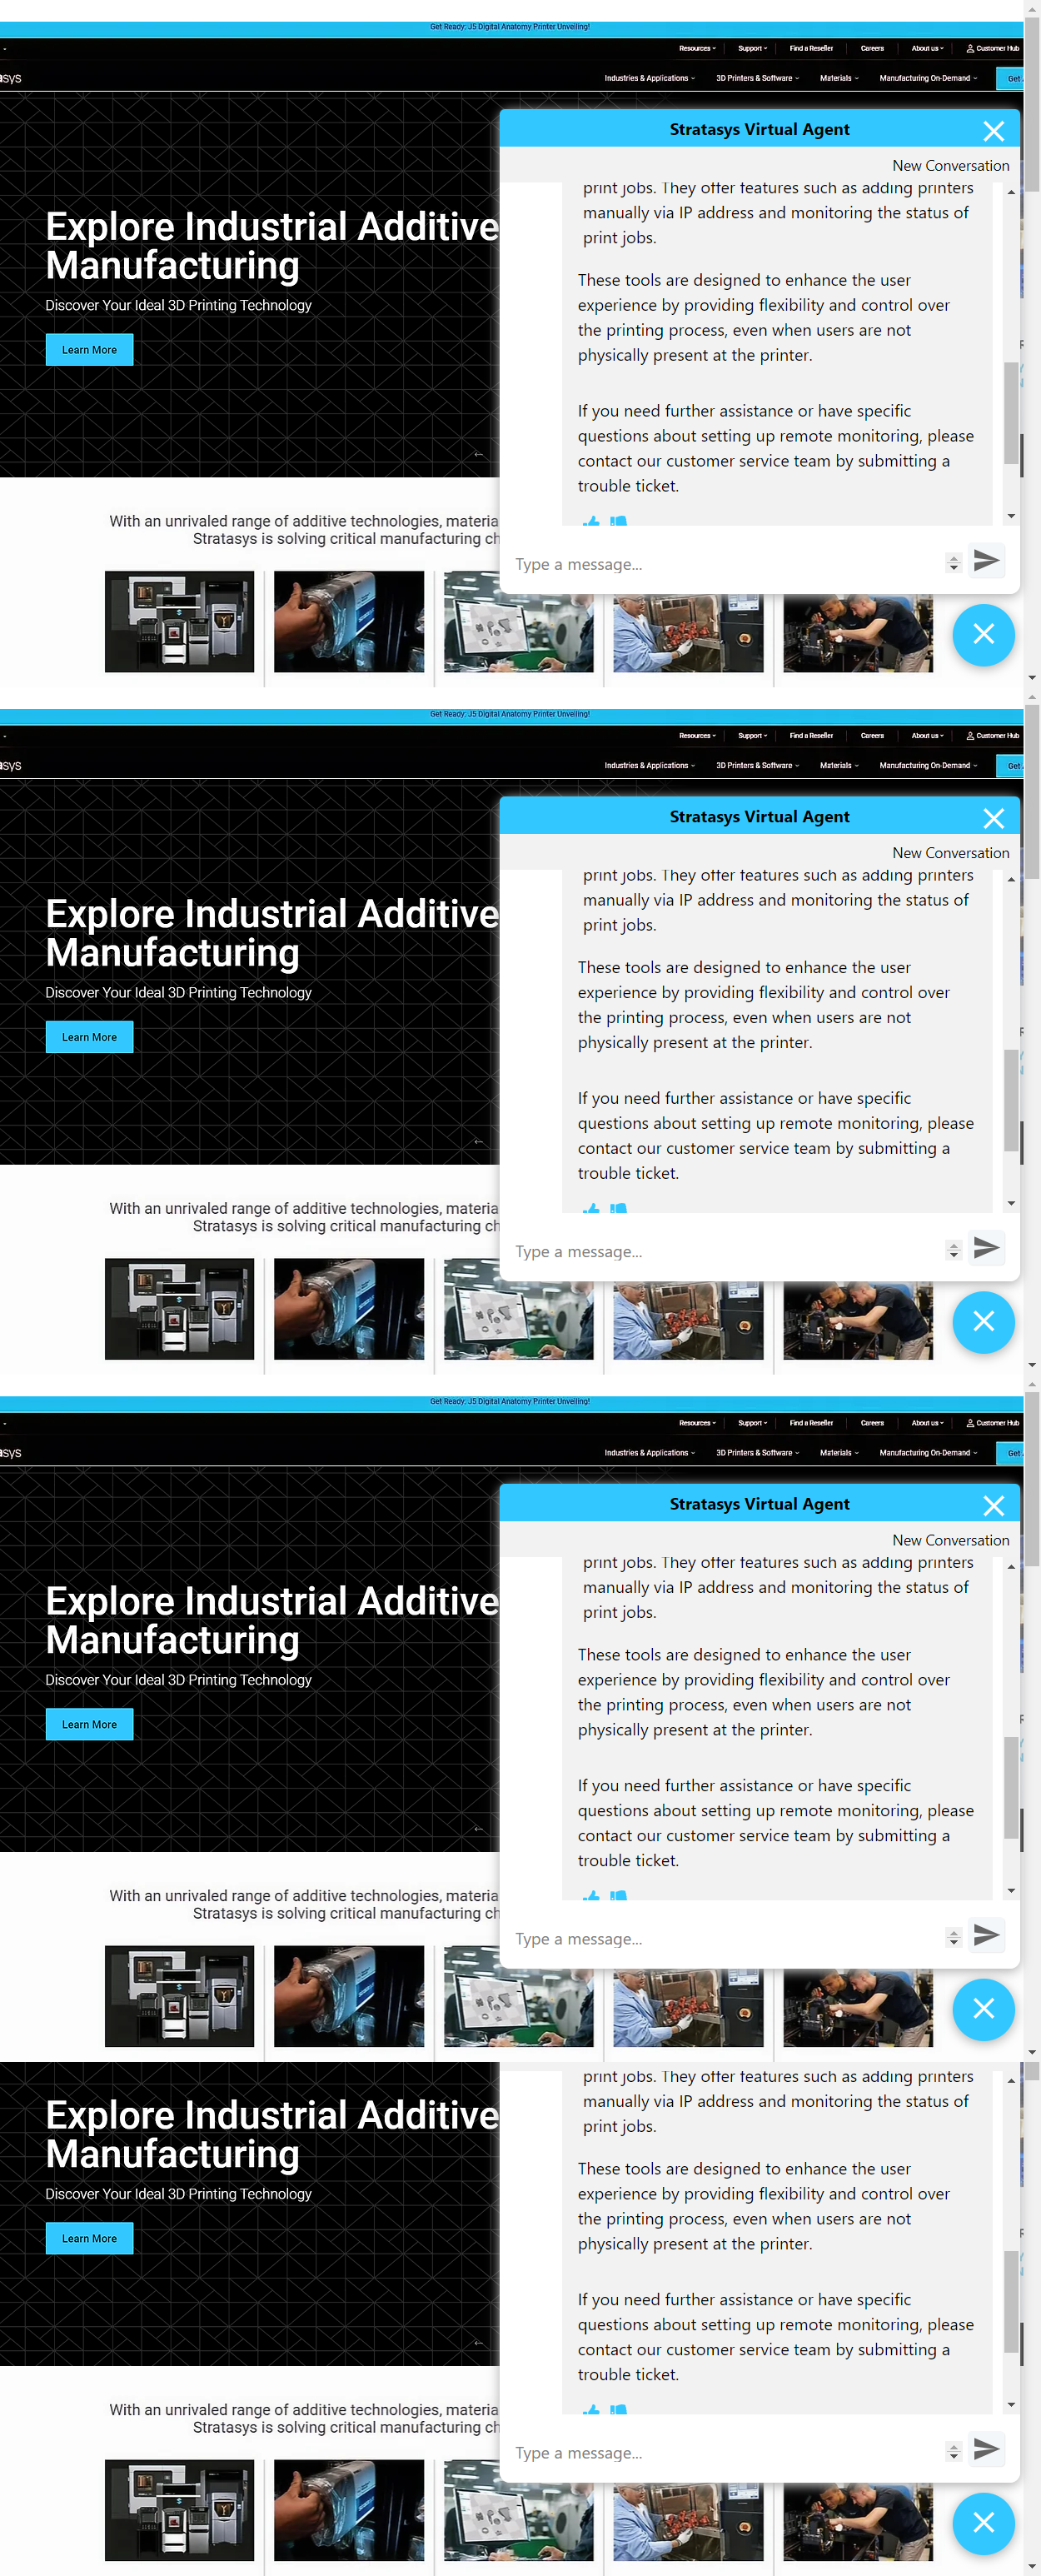 Get Ready: J5 Digital Anatomy Printer Unveiling!
Resources Support Find a Reseller Careers About us Customer Hub
asys Industries & Applications 3D Printers & Software Materials Manufacturing On-Demand Get
Stratasys Virtual Agent
New Conversation
print jobs. They offer features such as adding printers
manually via IP address and monitoring the status of
print jobs.
These tools are designed to enhance the user
experience by providing flexibility and control over
the printing process, even when users are not
physically present at the printer.
If you need further assistance or have specific
questions about setting up remote monitoring, please
contact our customer service team by submitting a
trouble ticket.
Type a message...
Explore Industrial Additive
Manufacturing
Discover Your Ideal 3D Printing Technology
Learn More
With an unrivaled range of additive technologies, materia
Stratasys is solving critical manufacturing ch
Get Ready: J5 Digital Anatomy Printer Unveiling!
Resources Support Find a Reseller Careers About us Customer Hub
asys Industries & Applications 3D Printers & Software Materials Manufacturing On-Demand Get
Stratasys Virtual Agent
New Conversation
print jobs. They offer features such as adding printers
manually via IP address and monitoring the status of
print jobs.
These tools are designed to enhance the user
experience by providing flexibility and control over
the printing process, even when users are not
physically present at the printer.
If you need further assistance or have specific
questions about setting up remote monitoring, please
contact our customer service team by submitting a
trouble ticket.
Type a message...
Explore Industrial Additive
Manufacturing
Discover Your Ideal 3D Printing Technology
Learn More
With an unrivaled range of additive technologies, materia
Stratasys is solving critical manufacturing ch
Get Ready: J5 Digital Anatomy Printer Unveiling!
Resources Support Find a Reseller Careers About us Customer Hub
asys Industries & Applications 3D Printers & Software Materials Manufacturing On-Demand Get
Stratasys Virtual Agent
New Conversation
print jobs. They offer features such as adding printers
manually via IP address and monitoring the status of
print jobs.
These tools are designed to enhance the user
experience by providing flexibility and control over
the printing process, even when users are not
physically present at the printer.
If you need further assistance or have specific
questions about setting up remote monitoring, please
contact our customer service team by submitting a
trouble ticket.
Type a message...
Explore Industrial Additive
Manufacturing
Discover Your Ideal 3D Printing Technology
Learn More
With an unrivaled range of additive technologies, materia
Stratasys is solving critical manufacturing ch
print jobs. They offer features such as adding printers
manually via IP address and monitoring the status of
print jobs.
These tools are designed to enhance the user
experience by providing flexibility and control over
the printing process, even when users are not
physically present at the printer.
If you need further assistance or have specific
questions about setting up remote monitoring, please
contact our customer service team by submitting a
trouble ticket.
Type a message...
Explore Industrial Additive
Manufacturing
Discover Your Ideal 3D Printing Technology
Learn More
With an unrivaled range of additive technologies, materia
Stratasys is solving critical manufacturing ch